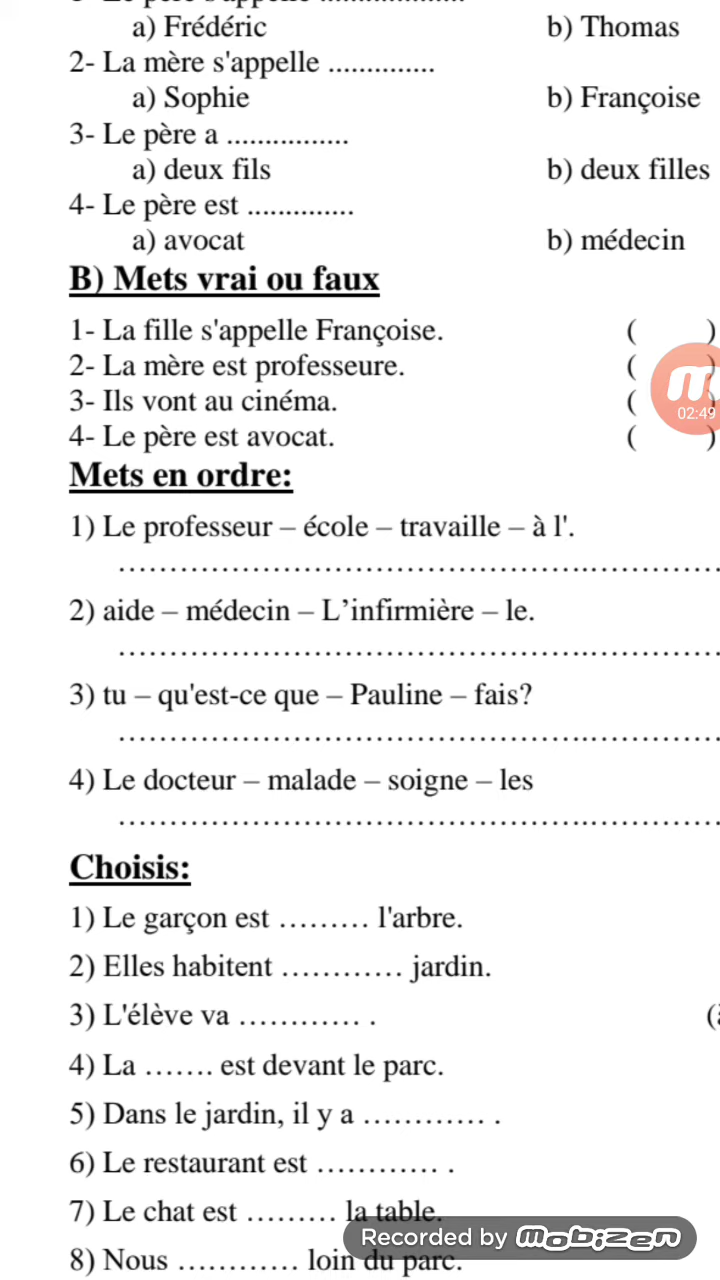 a) Frédéric b) Thomas
2- La mère s'appelle ..............
a) Sophie b) Françoise
3- Le père a ................
a) deux fils b) deux filles
4- Le père est ..............
a) avocat b) médecin
B) Mets vrai ou faux
1- La fille s'appelle Françoise. ( )
2- La mère est professeure. ( )
3- Ils vont au cinéma. (
02:49
4- Le père est avocat. ( )
Mets en ordre:
1) Le professeur – école – travaille – à l'.
……………………………………………………
2) aide – médecin – L’infirmière – le.
……………………………………………………
3) tu – qu'est-ce que – Pauline – fais?
……………………………………………………
4) Le docteur – malade – soigne – les
……………………………………………………
Choisis:
1) Le garçon est ……… l'arbre.
2) Elles habitent ………… jardin.
3) L'élève va ………… .
4) La ……. est devant le parc.
5) Dans le jardin, il y a ………… .
6) Le restaurant est ………… .
7) Le chat est ……… la table.
Recorded by mobizen
8) Nous ………… loin du parc.